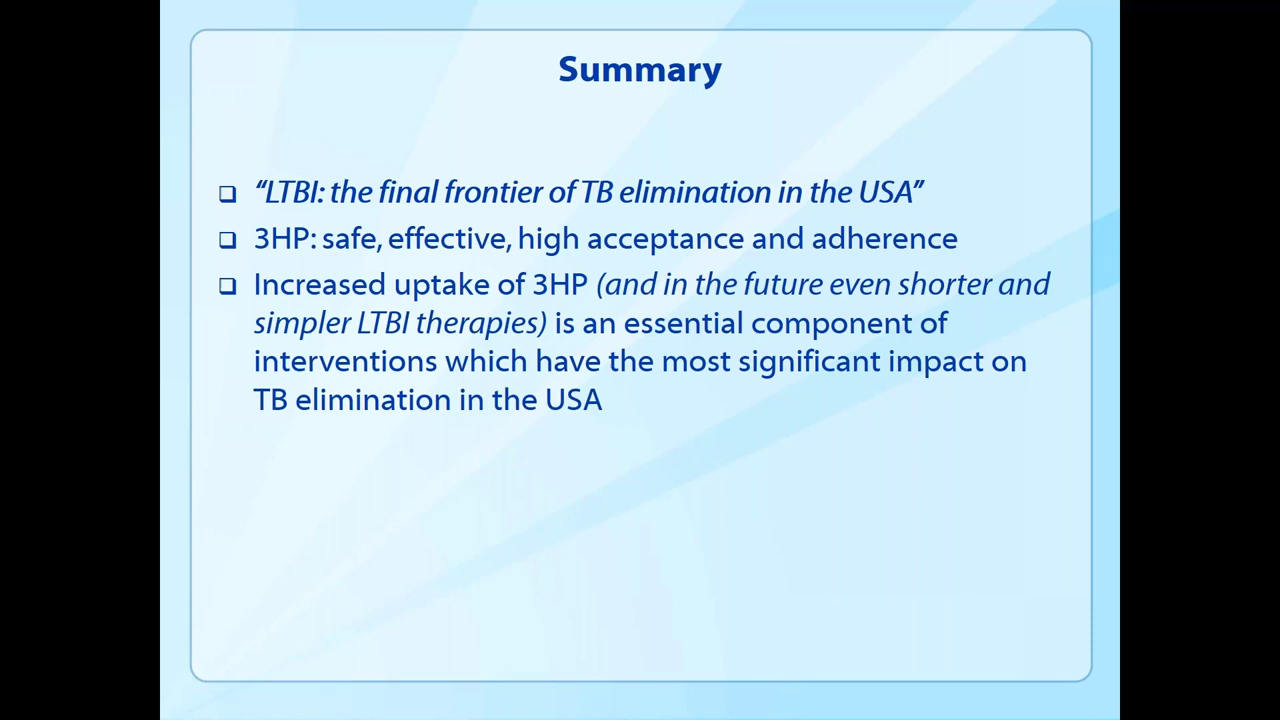 Summary
❑ “LTBI: the final frontier of TB elimination in the USA”
❑ 3HP: safe, effective, high acceptance and adherence
❑ Increased uptake of 3HP (and in the future even shorter and
simpler LTBI therapies) is an essential component of
interventions which have the most significant impact on
TB elimination in the USA